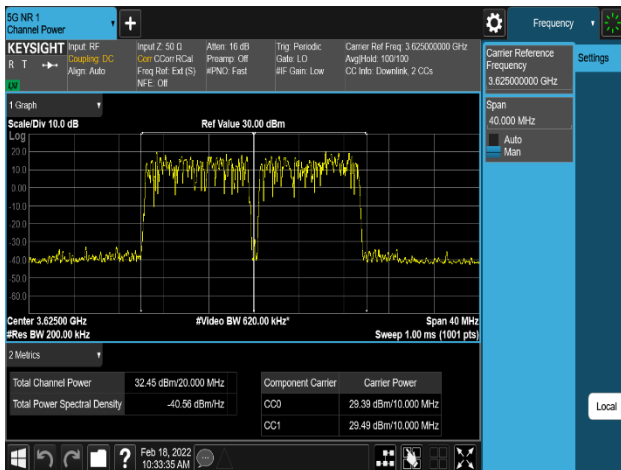 5G NR 1
Channel Power
Frequency
KEYSIGHT
R T
LXI
Input: RF
Coupling: DC
Align: Auto
Input Z: 50 Ω
Corr CCorr RCal
Freq Ref: Ext (S)
NFE: Off
Atten: 16 dB
Preamp: Off
#PNO: Fast
Trig: Periodic
Gate: LO
#IF Gain: Low
Carrier Ref Freq: 3.625000000 GHz
Avg|Hold: 100/100
CC Info: Downlink, 2 CCs
Carrier Reference
Frequency
3.625000000 GHz
Settings
Span
40.000 MHz
Auto
Man
1 Graph
Scale/Div 10.0 dB
Ref Value 30.00 dBm
Log
20.0
10.0
0.00
-10.0
-20.0
-30.0
-40.0
-50.0
-60.0
Center 3.62500 GHz
#Video BW 620.00 kHz*
Span 40 MHz
#Res BW 200.00 kHz
Sweep 1.00 ms (1001 pts)
2 Metrics
Total Channel Power 32.45 dBm/20.000 MHz
Total Power Spectral Density -40.56 dBm/Hz
Component Carrier Carrier Power
CC0 29.39 dBm/10.000 MHz
CC1 29.49 dBm/10.000 MHz
Local
?
Feb 18, 2022
10:33:35 AM